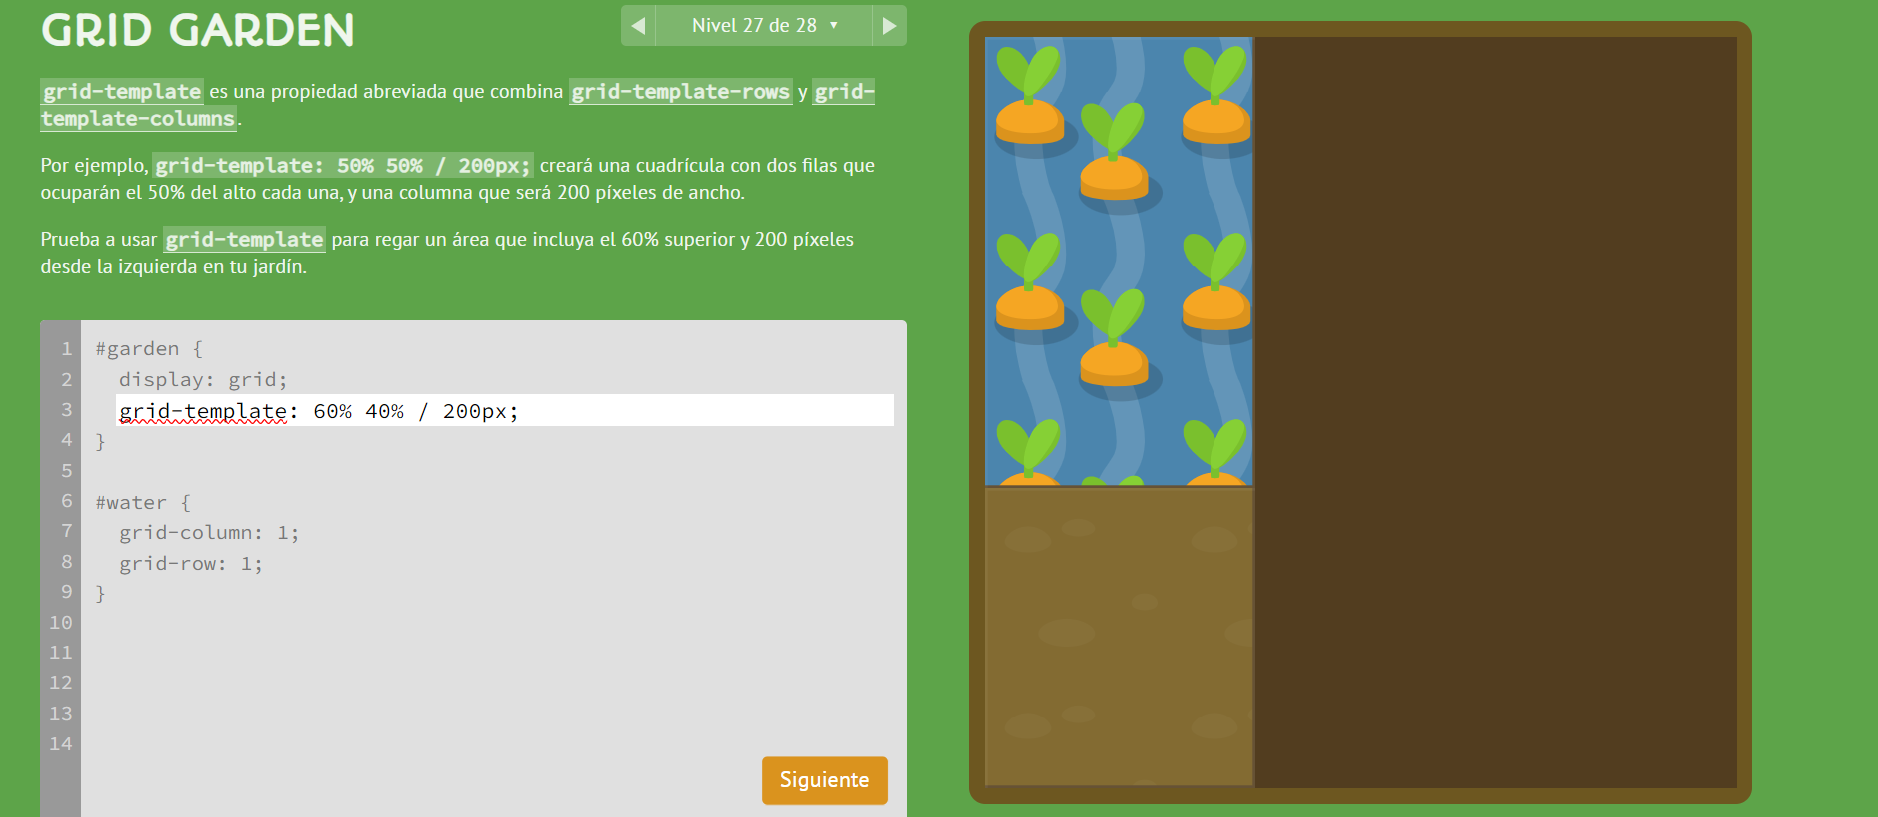 GRID GARDEN
Nivel 27 de 28
grid-template es una propiedad abreviada que combina grid-template-rows y grid-
template-columns.
Por ejemplo, grid-template: 50% 50% / 200px; creará una cuadrícula con dos filas que
ocuparán el 50% del alto cada una, y una columna que será 200 píxeles de ancho.
Prueba a usar grid-template para regar un área que incluya el 60% superior y 200 píxeles
desde la izquierda en tu jardín.
1 #garden {
2 display: grid;
3 grid-template: 60% 40% / 200px;
4 }
5
6 #water {
7 grid-column: 1;
8 grid-row: 1;
9 }
10
11
12
13
14
Siguiente